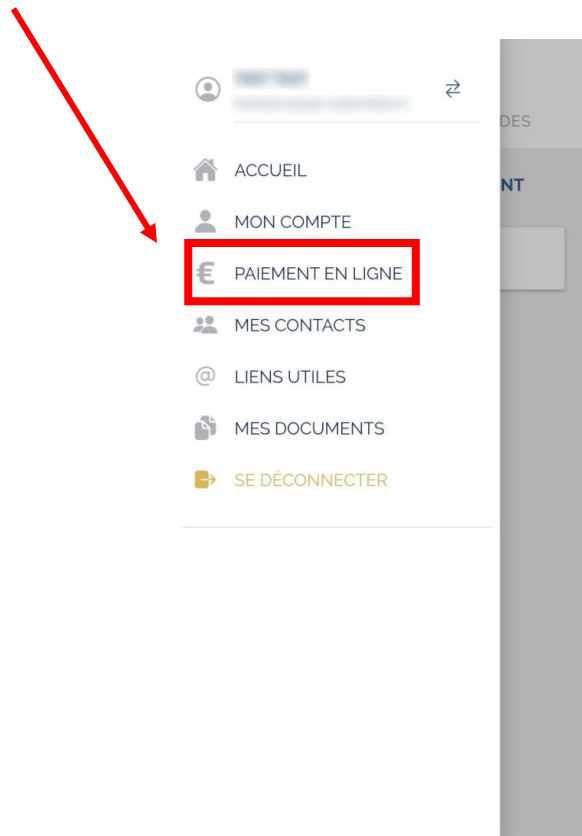 DES
NT
ACCUEIL
MON COMPTE
€ PAIEMENT EN LIGNE
MES CONTACTS
@ LIENS UTILES
MES DOCUMENTS
SE DÉCONNECTER